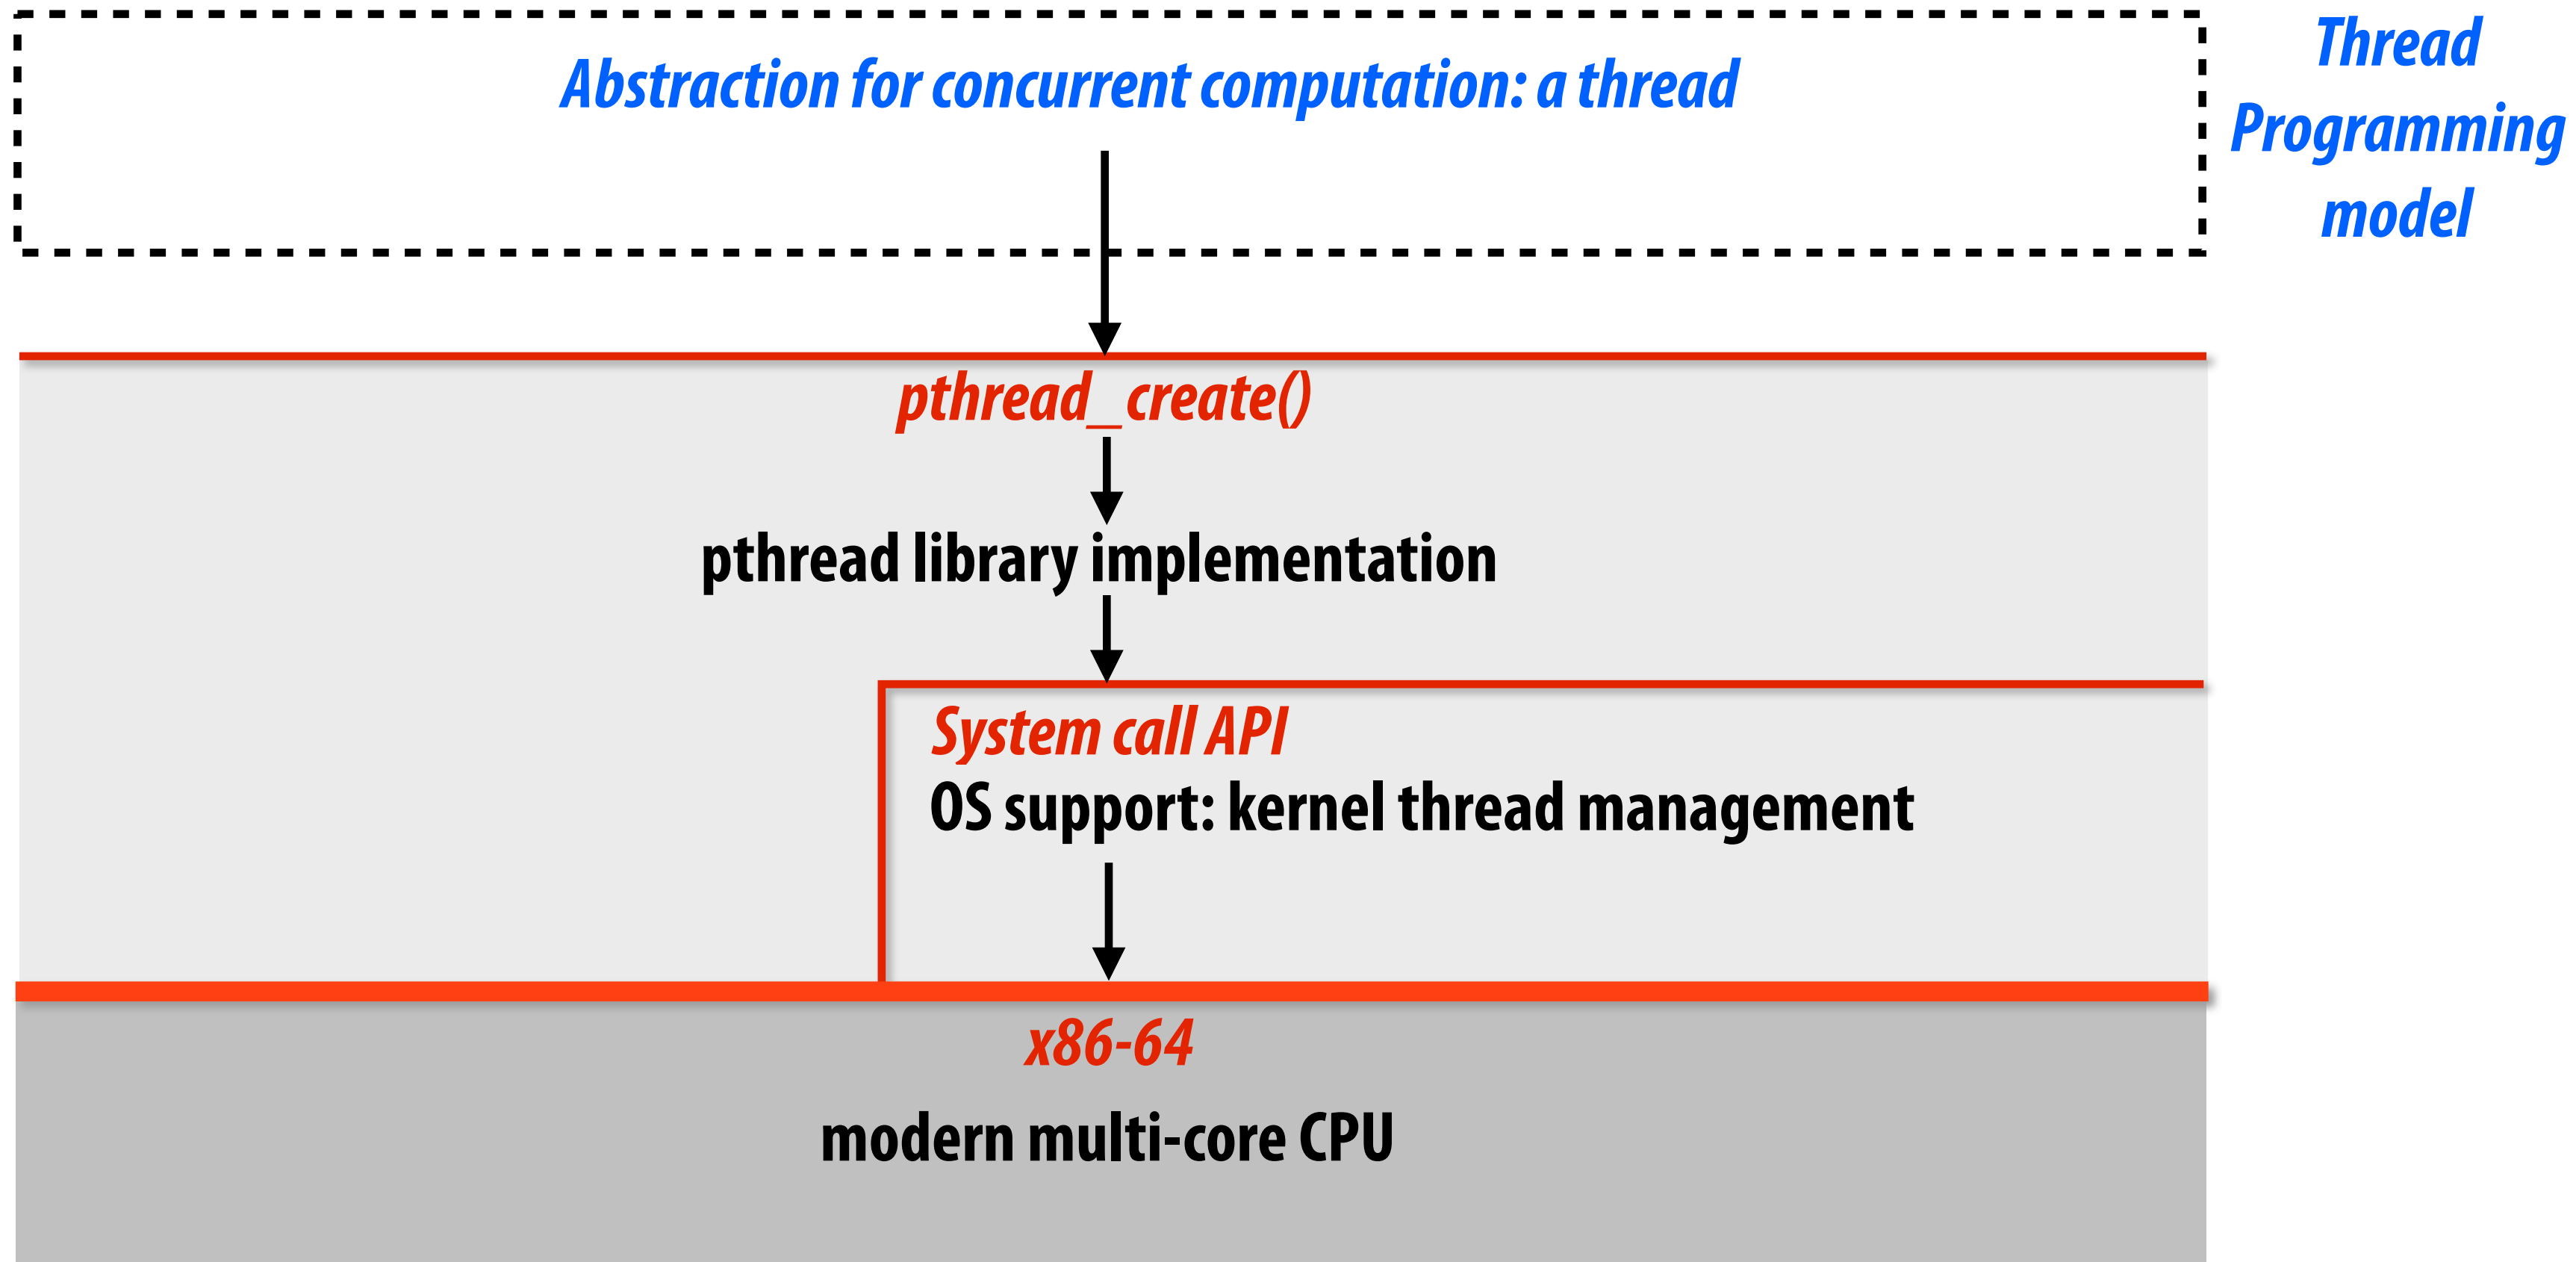 Abstraction for concurrent computation: a thread
Thread
Programming
model
pthread_create()
pthread library implementation
System call API
OS support: kernel thread management
x86-64
modern multi-core CPU